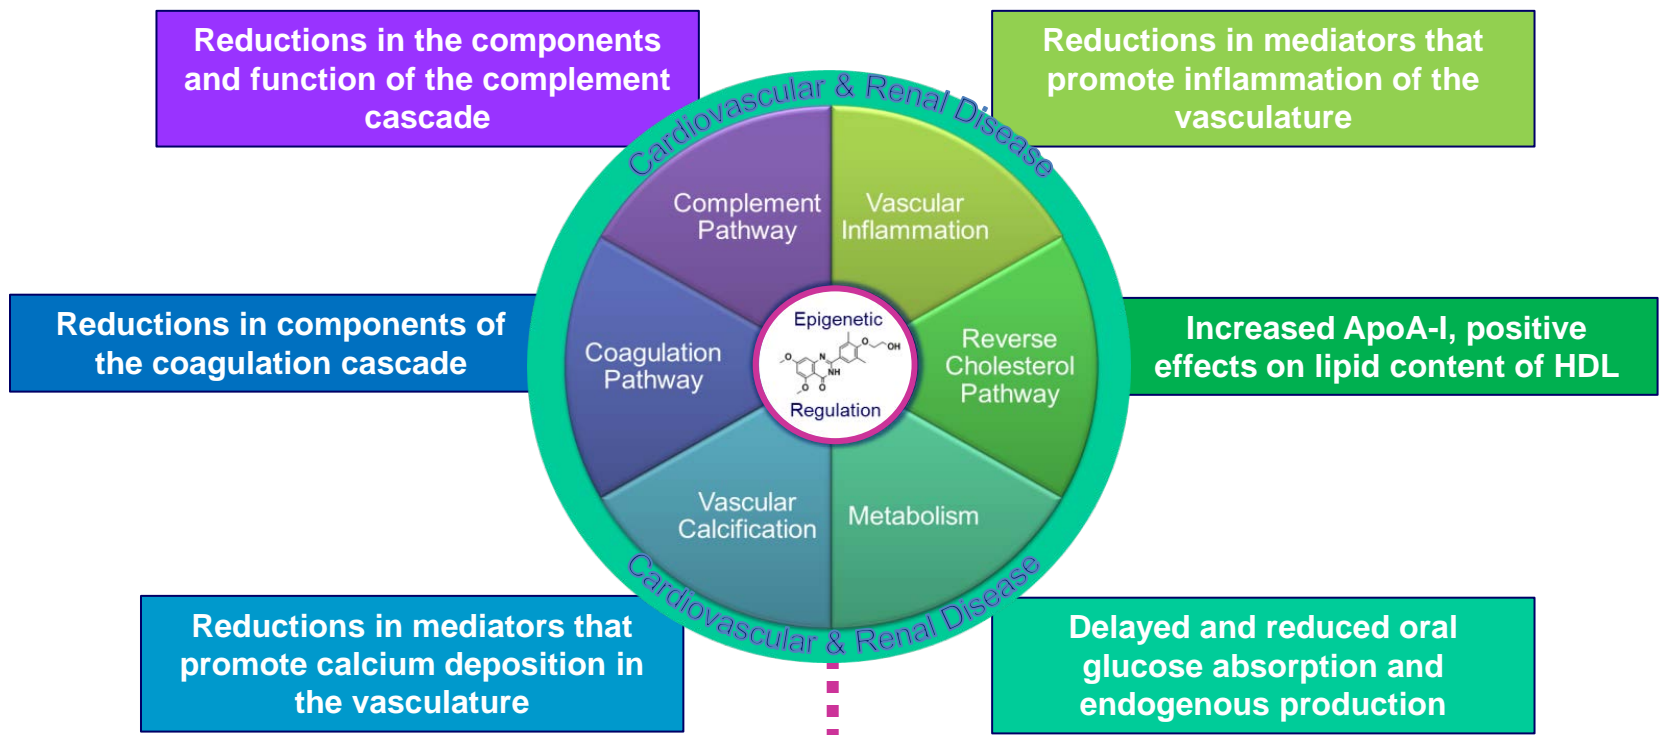 Reductions in the components
and function of the complement
cascade
Reductions in mediators that
promote inflammation of the
vasculature
Cardiovascular & Renal Disease
Complement
Pathway
Vascular
Inflammation
Reductions in components of
the coagulation cascade
Coagulation
Pathway
Epigenetic
O
OH
O
N
NH
O
O
Regulation
Reverse
Cholesterol
Pathway
Increased ApoA-I, positive
effects on lipid content of HDL
Vascular
Calcification
Metabolism
Cardiovascular & Renal Disease
Reductions in mediators that
promote calcium deposition in
the vasculature
Delayed and reduced oral
glucose absorption and
endogenous production